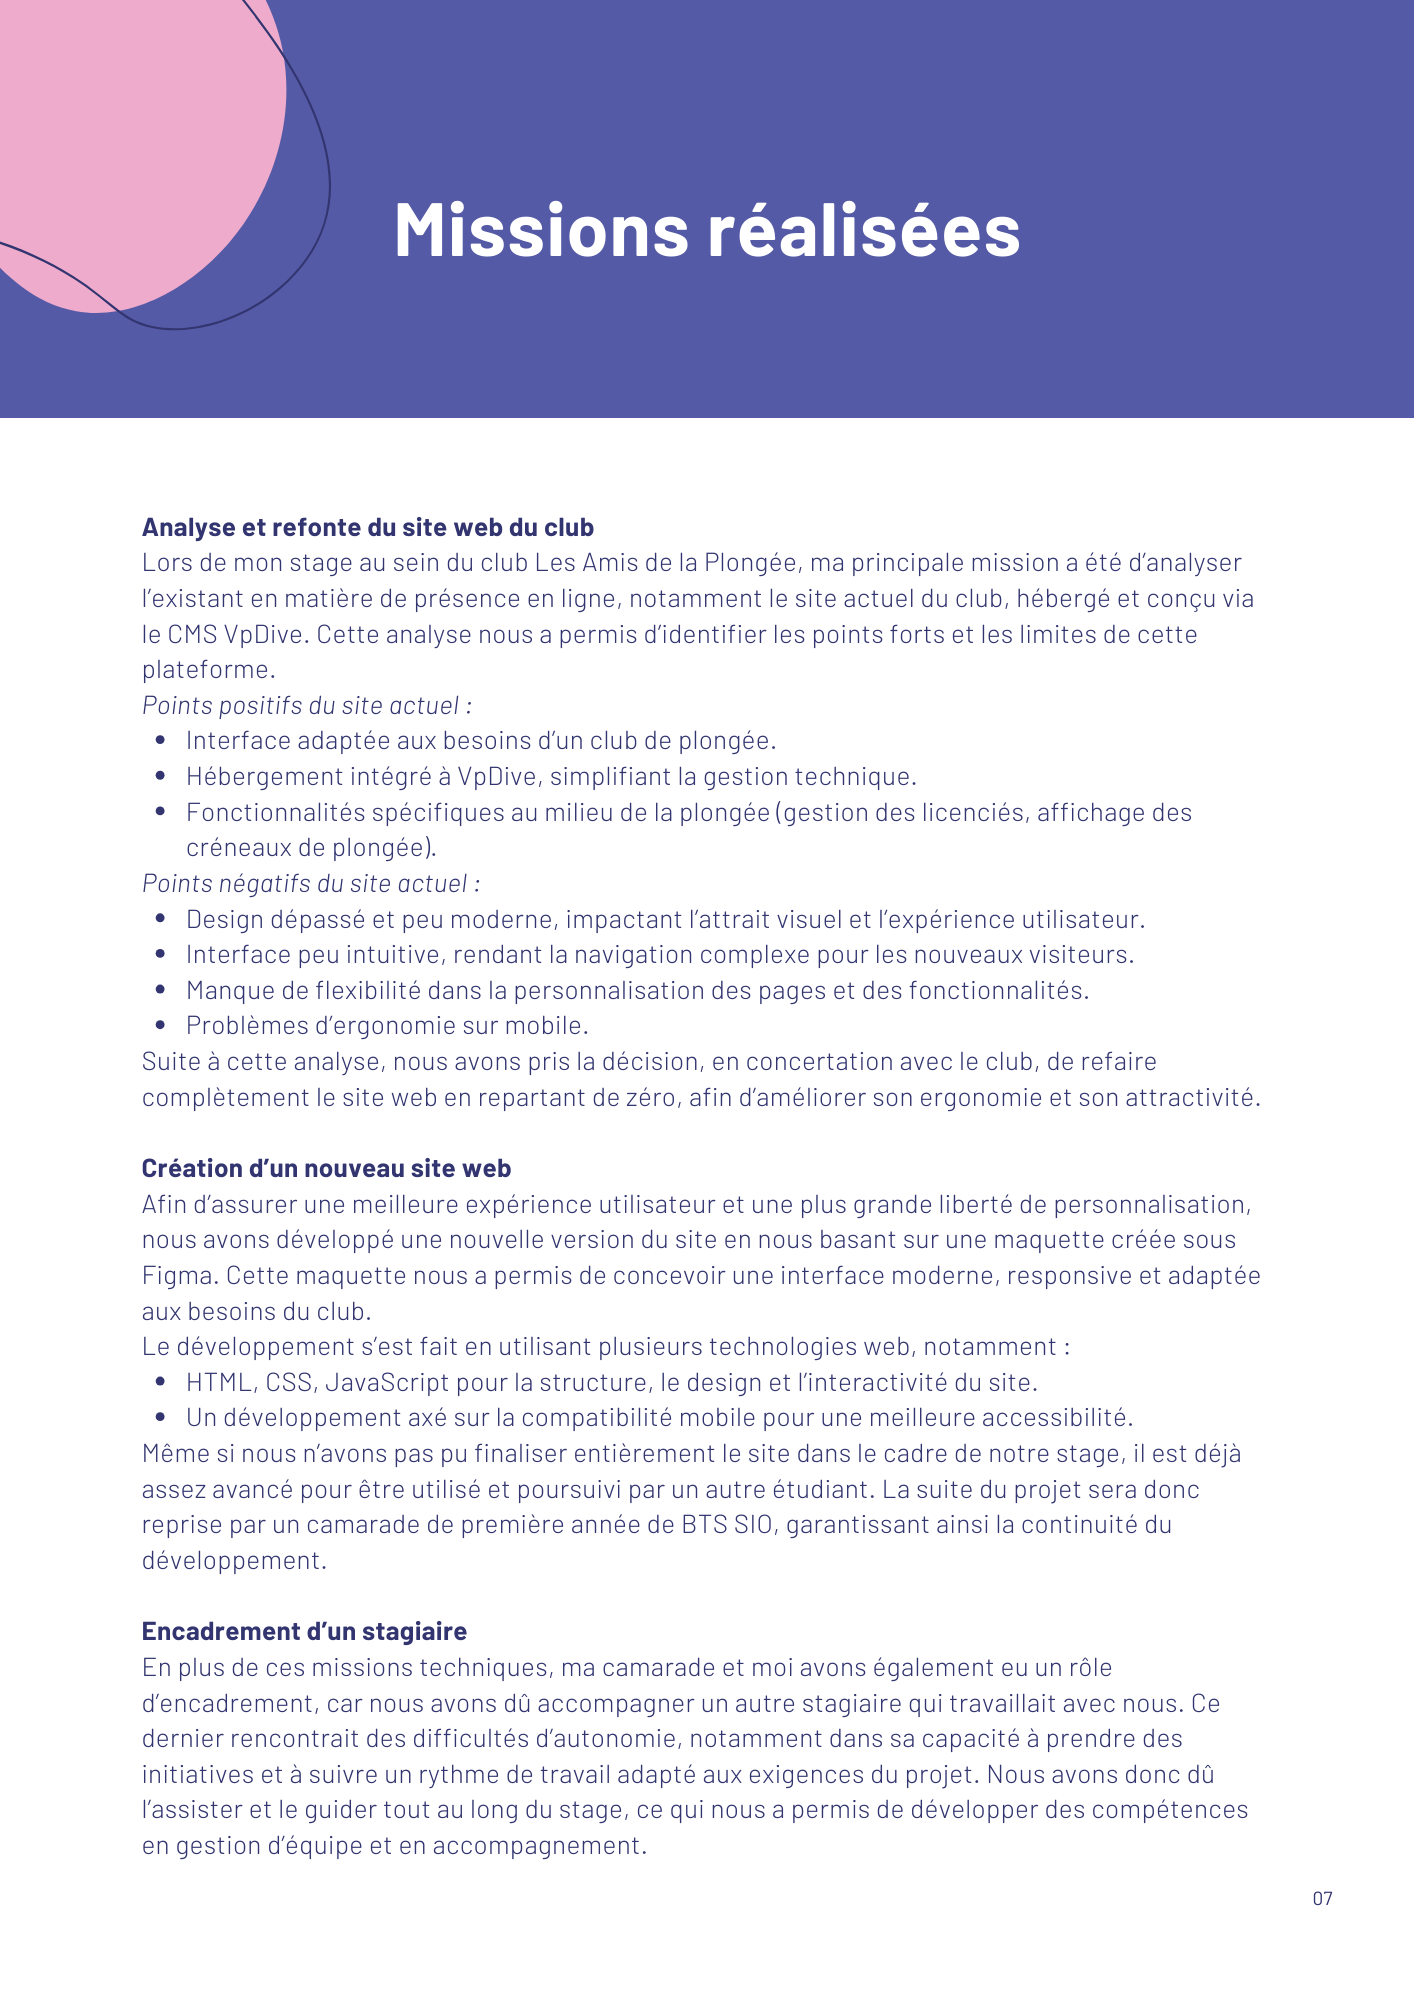 Missions réalisées
Analyse et refonte du site web du club
Lors de mon stage au sein du club Les Amis de la Plongée, ma principale mission a été d’analyser
l’existant en matière de présence en ligne, notamment le site actuel du club, hébergé et conçu via
le CMS VpDive. Cette analyse nous a permis d’identifier les points forts et les limites de cette
plateforme.
Points positifs du site actuel :
• Interface adaptée aux besoins d’un club de plongée.
• Hébergement intégré à VpDive, simplifiant la gestion technique.
• Fonctionnalités spécifiques au milieu de la plongée (gestion des licenciés, affichage des
créneaux de plongée).
Points négatifs du site actuel :
• Design dépassé et peu moderne, impactant l’attrait visuel et l’expérience utilisateur.
• Interface peu intuitive, rendant la navigation complexe pour les nouveaux visiteurs.
• Manque de flexibilité dans la personnalisation des pages et des fonctionnalités.
• Problèmes d’ergonomie sur mobile.
Suite à cette analyse, nous avons pris la décision, en concertation avec le club, de refaire
complètement le site web en repartant de zéro, afin d’améliorer son ergonomie et son attractivité.
Création d’un nouveau site web
Afin d’assurer une meilleure expérience utilisateur et une plus grande liberté de personnalisation,
nous avons développé une nouvelle version du site en nous basant sur une maquette créée sous
Figma. Cette maquette nous a permis de concevoir une interface moderne, responsive et adaptée
aux besoins du club.
Le développement s’est fait en utilisant plusieurs technologies web, notamment :
• HTML, CSS, JavaScript pour la structure, le design et l’interactivité du site.
• Un développement axé sur la compatibilité mobile pour une meilleure accessibilité.
Même si nous n’avons pas pu finaliser entièrement le site dans le cadre de notre stage, il est déjà
assez avancé pour être utilisé et poursuivi par un autre étudiant. La suite du projet sera donc
reprise par un camarade de première année de BTS SIO, garantissant ainsi la continuité du
développement.
Encadrement d’un stagiaire
En plus de ces missions techniques, ma camarade et moi avons également eu un rôle
d’encadrement, car nous avons dû accompagner un autre stagiaire qui travaillait avec nous. Ce
dernier rencontrait des difficultés d’autonomie, notamment dans sa capacité à prendre des
initiatives et à suivre un rythme de travail adapté aux exigences du projet. Nous avons donc dû
l’assister et le guider tout au long du stage, ce qui nous a permis de développer des compétences
en gestion d’équipe et en accompagnement.
07